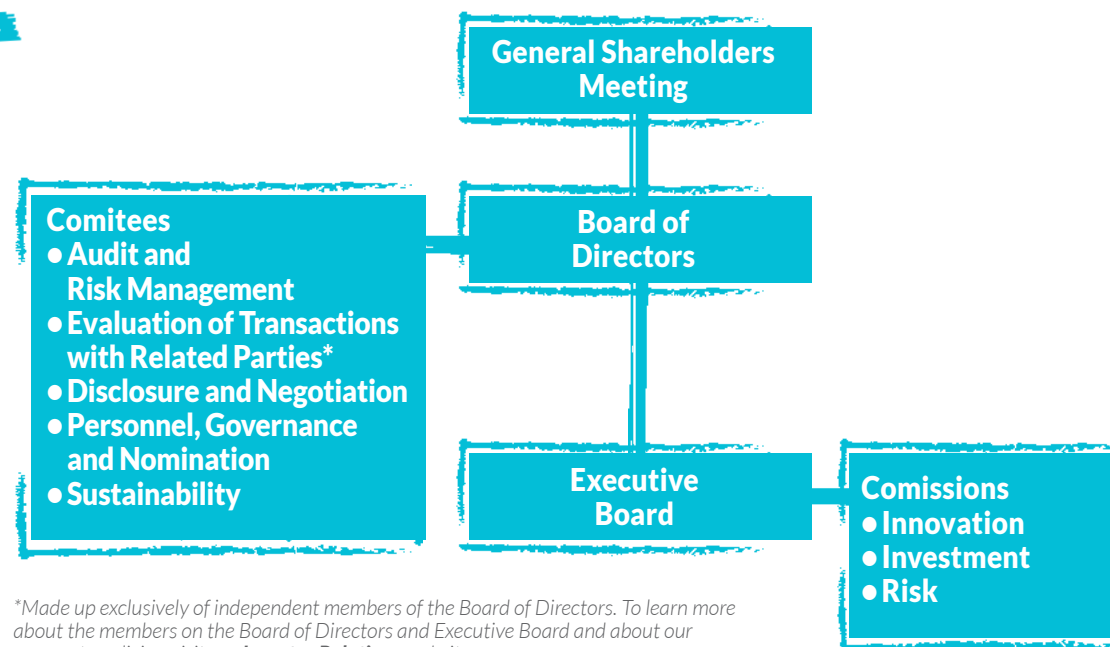 General Shareholders
Meeting
Board of
Directors
Comitees
● Audit and
Risk Management
● Evaluation of Transactions
with Related Parties*
● Disclosure and Negotiation
● Personnel, Governance
and Nomination
● Sustainability
Executive
Board
Comissions
● Innovation
● Investment
● Risk
*Made up exclusively of independent members of the Board of Directors. To learn more
about the members on the Board of Directors and Executive Board and about our